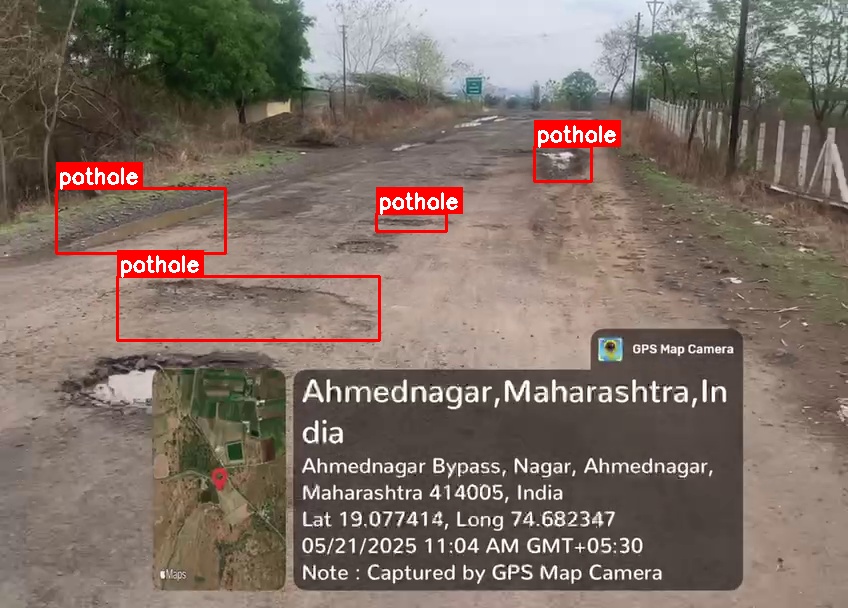 pothole
pothole
pothole
pothole
GPS Map Camera
Ahmednagar,Maharashtra,In
dia
Ahmednagar Bypass, Nagar, Ahmednagar,
Maharashtra 414005, India
Lat 19.077414, Long 74.682347
05/21/2025 11:04 AM GMT+05:30
Note : Captured by GPS Map Camera
Maps